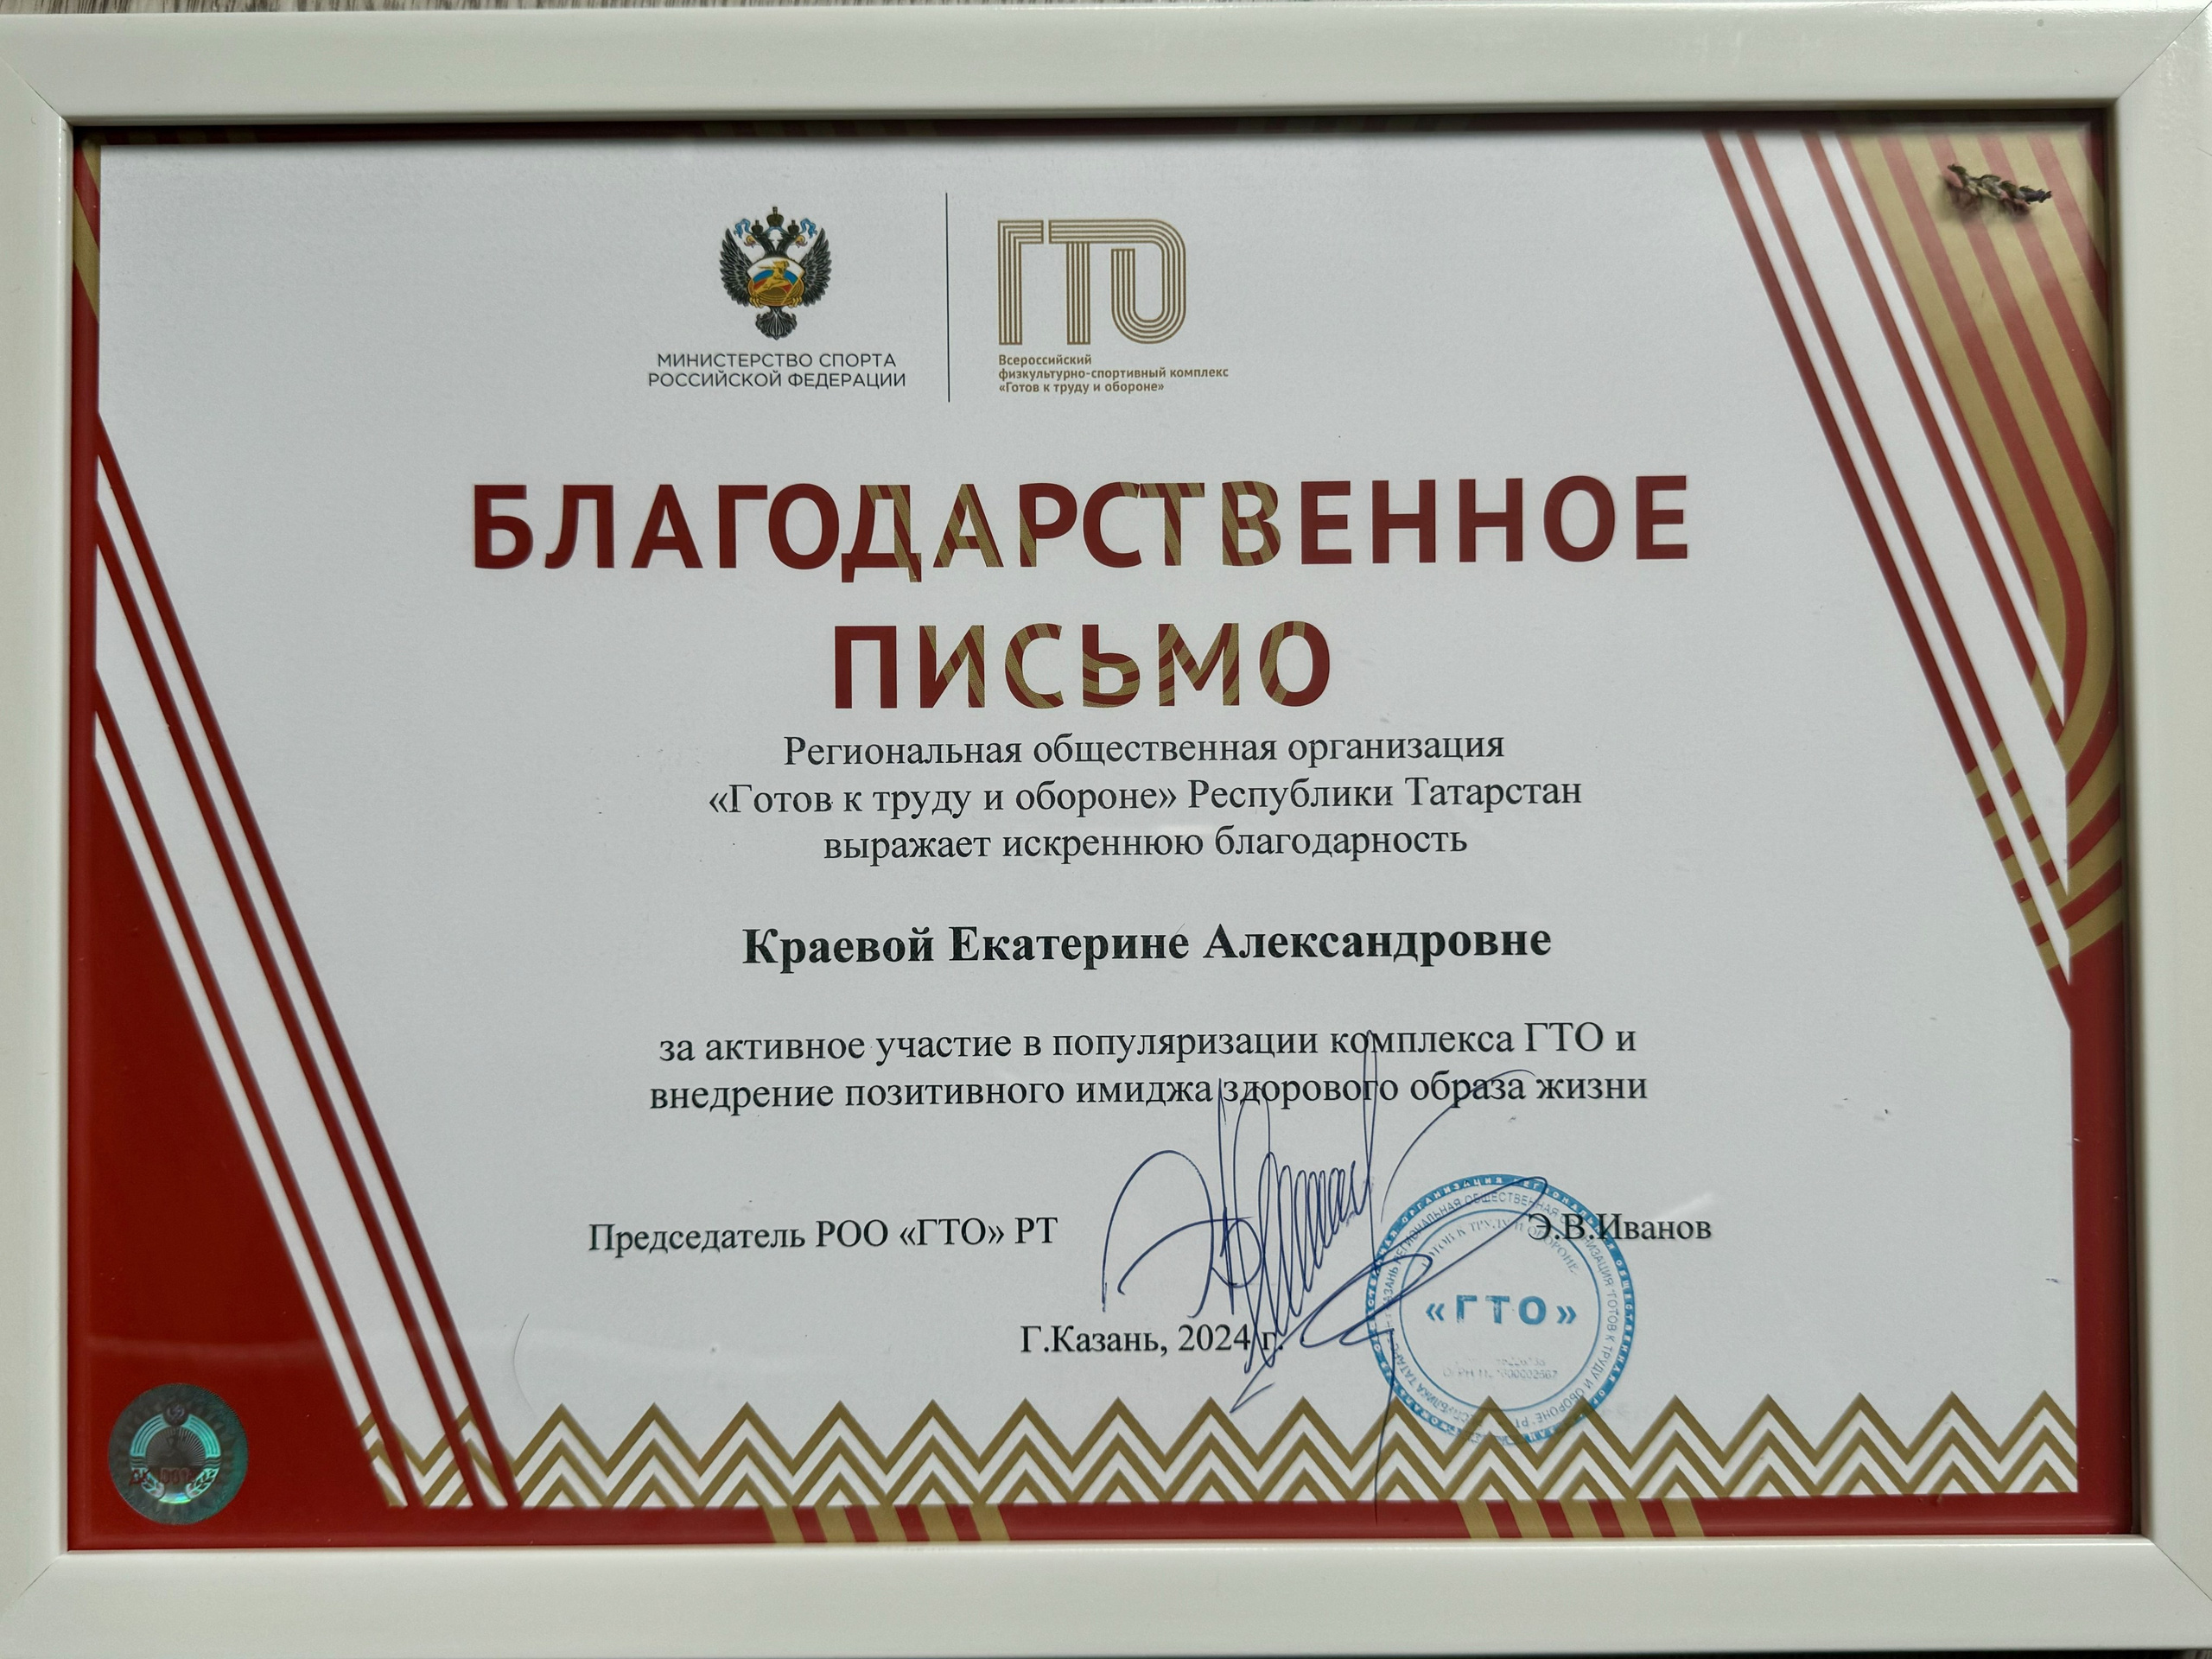 МИНИСТЕРСТВО СПОРТА
РОССИЙСКОЙ ФЕДЕРАЦИИ
ГТО
Всероссийский
физкультурно-спортивный комплекс
«Готов к труду и обороне»
БЛАГОДАРСТВЕННОЕ
ПИСЬМО
Региональная общественная организация
«Готов к труду и обороне» Республики Татарстан
выражает искреннюю благодарность
Краевой Екатерине Александровне
за активное участие в популяризации комплекса ГТО и
внедрение позитивного имиджа здорового образа жизни
Председатель РОО «ГТО» РТ
Э.В.Иванов
«ГТО»
Г.Казань, 2024 г.